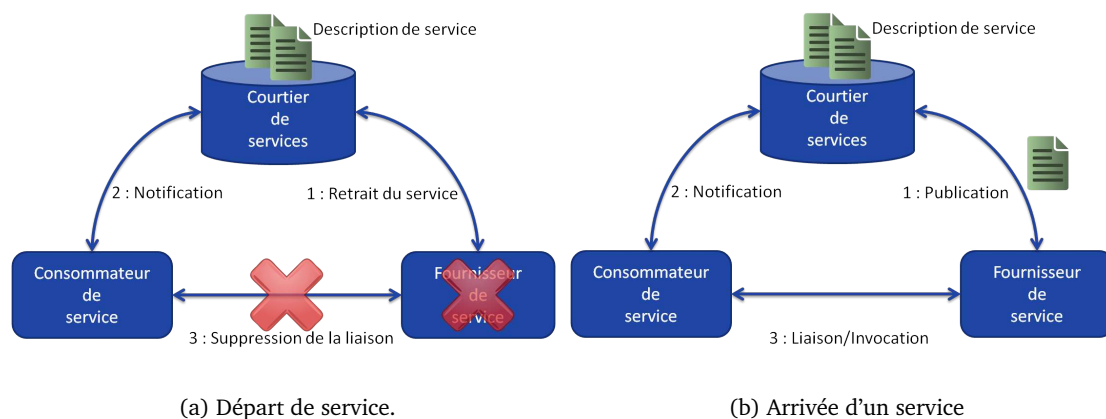 Description de service
Courtier
de
services
2 : Notification
1 : Retrait du service
Consommateur
de
service
Fournisseur
de
service
3 : Suppression de la liaison
(a) Départ de service.
Description de service
Courtier
de
services
2 : Notification
1 : Publication
Consommateur
de
service
Fournisseur
de
service
3 : Liaison/Invocation
(b) Arrivée d'un service